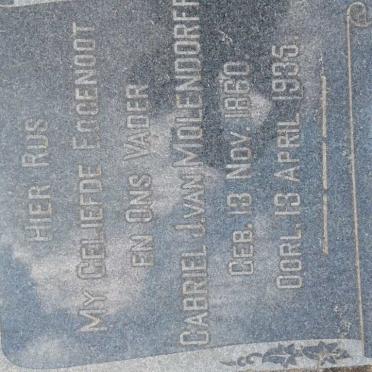 HIER RUS
MY GELIEFDE EGGENOOT
EN ONS VADER
GABRIEL J. VAN MOLENDORFF
GEB. 13 NOV. 1860
OORL. 13 APRIL 1935.